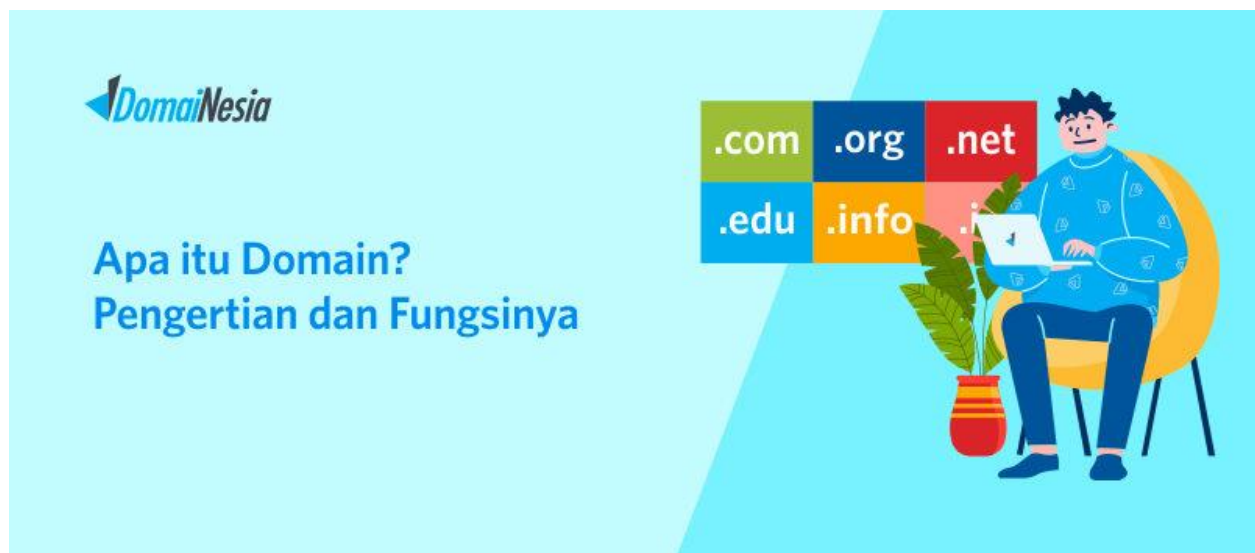 DomaiNesia
Apa itu Domain?
Pengertian dan Fungsinya
.com .org .net
.edu .info